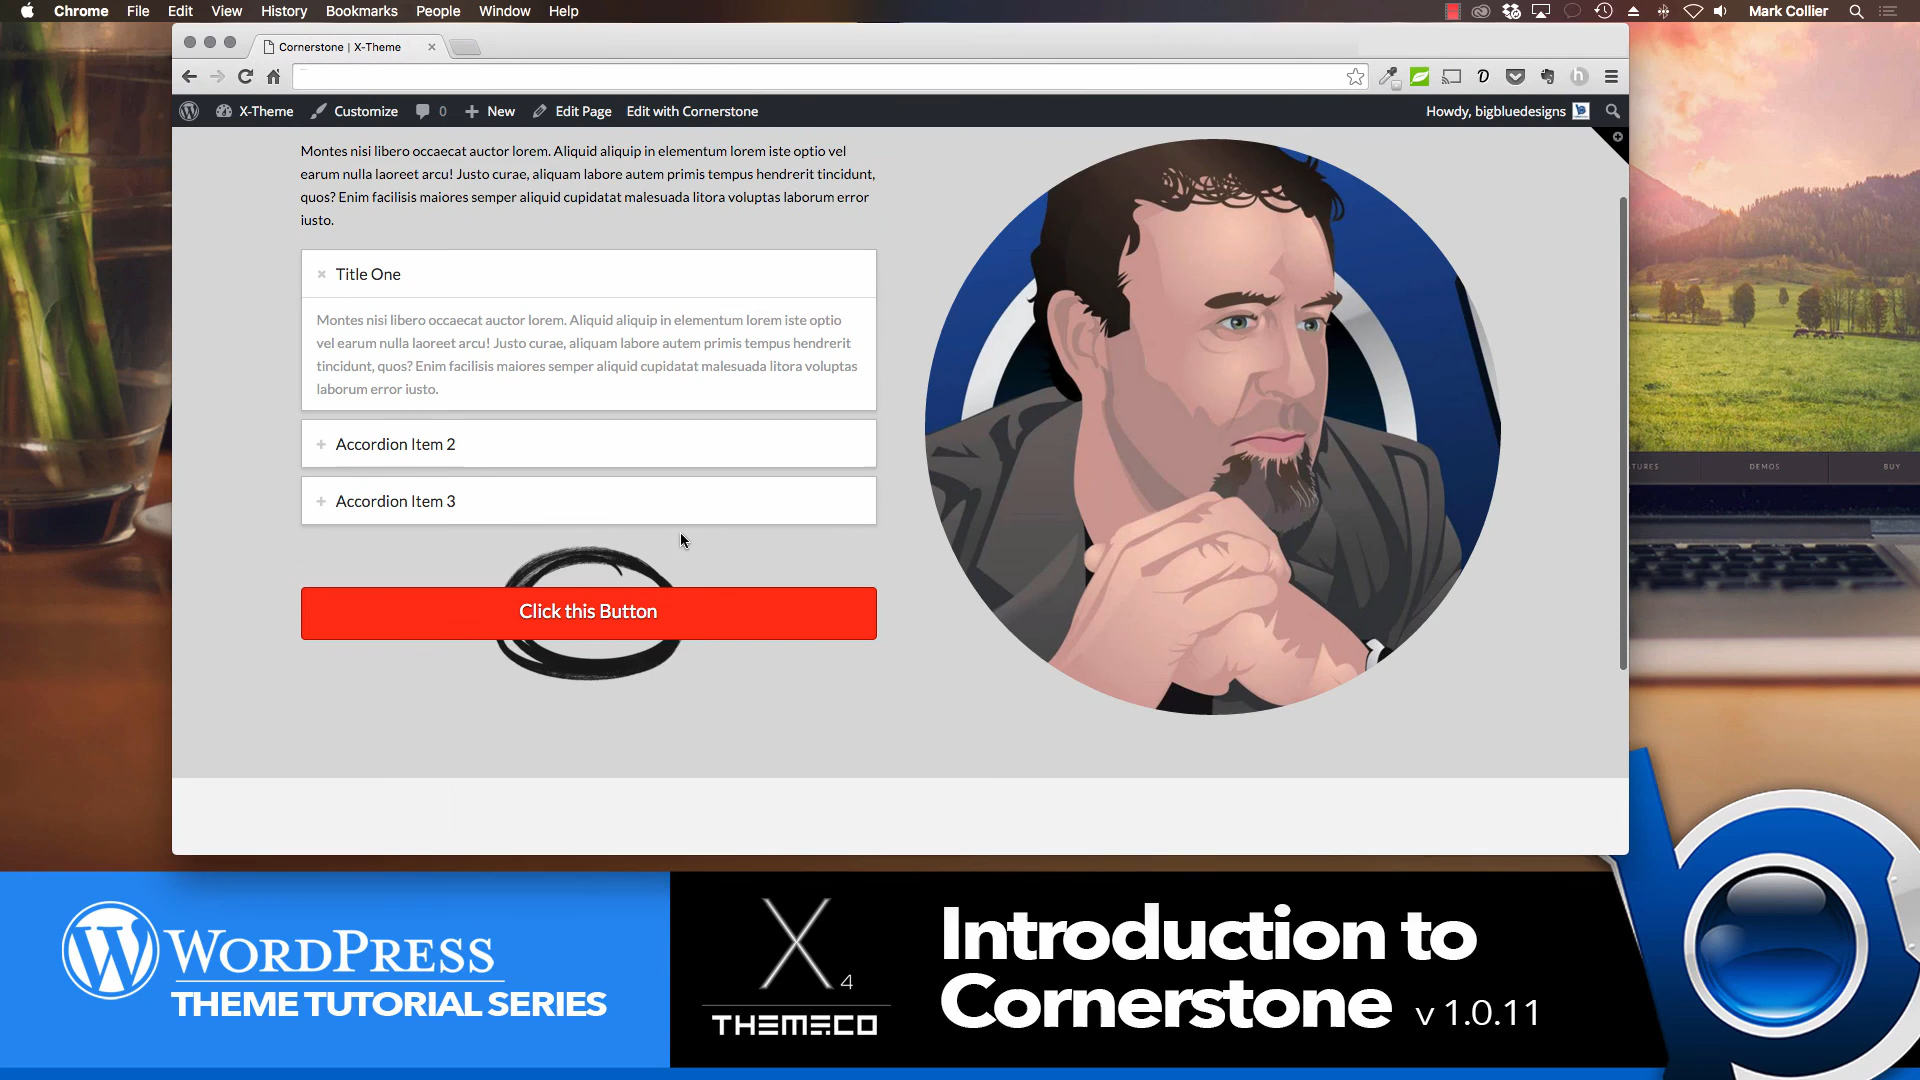 Chrome File Edit View History Bookmarks People Window Help
Mark Collier
Cornerstone | X-Theme
X-Theme Customize 0 New Edit Page Edit with Cornerstone
Howdy, bigbluedesigns
Montes nisi libero occaecat auctor lorem. Aliquid aliquip in elementum lorem iste optio vel
earum nulla laoreet arcu! Justo curae, aliquam labore autem primis tempus hendrerit tincidunt,
quos? Enim facilisis maiores semper aliquid cupidatat malesuada litora voluptas laborum error
iusto.
Title One
Montes nisi libero occaecat auctor lorem. Aliquid aliquip in elementum lorem iste optio
vel earum nulla laoreet arcu! Justo curae, aliquam labore autem primis tempus hendrerit
tincidunt, quos? Enim facilisis maiores semper aliquid cupidatat malesuada litora voluptas
laborum error iusto.
Accordion Item 2
Accordion Item 3
Click this Button
TURES DEMOS BUY
WORDPRESS
THEME TUTORIAL SERIES
X 4
THEMECO
Introduction to
Cornerstone v 1.0.11